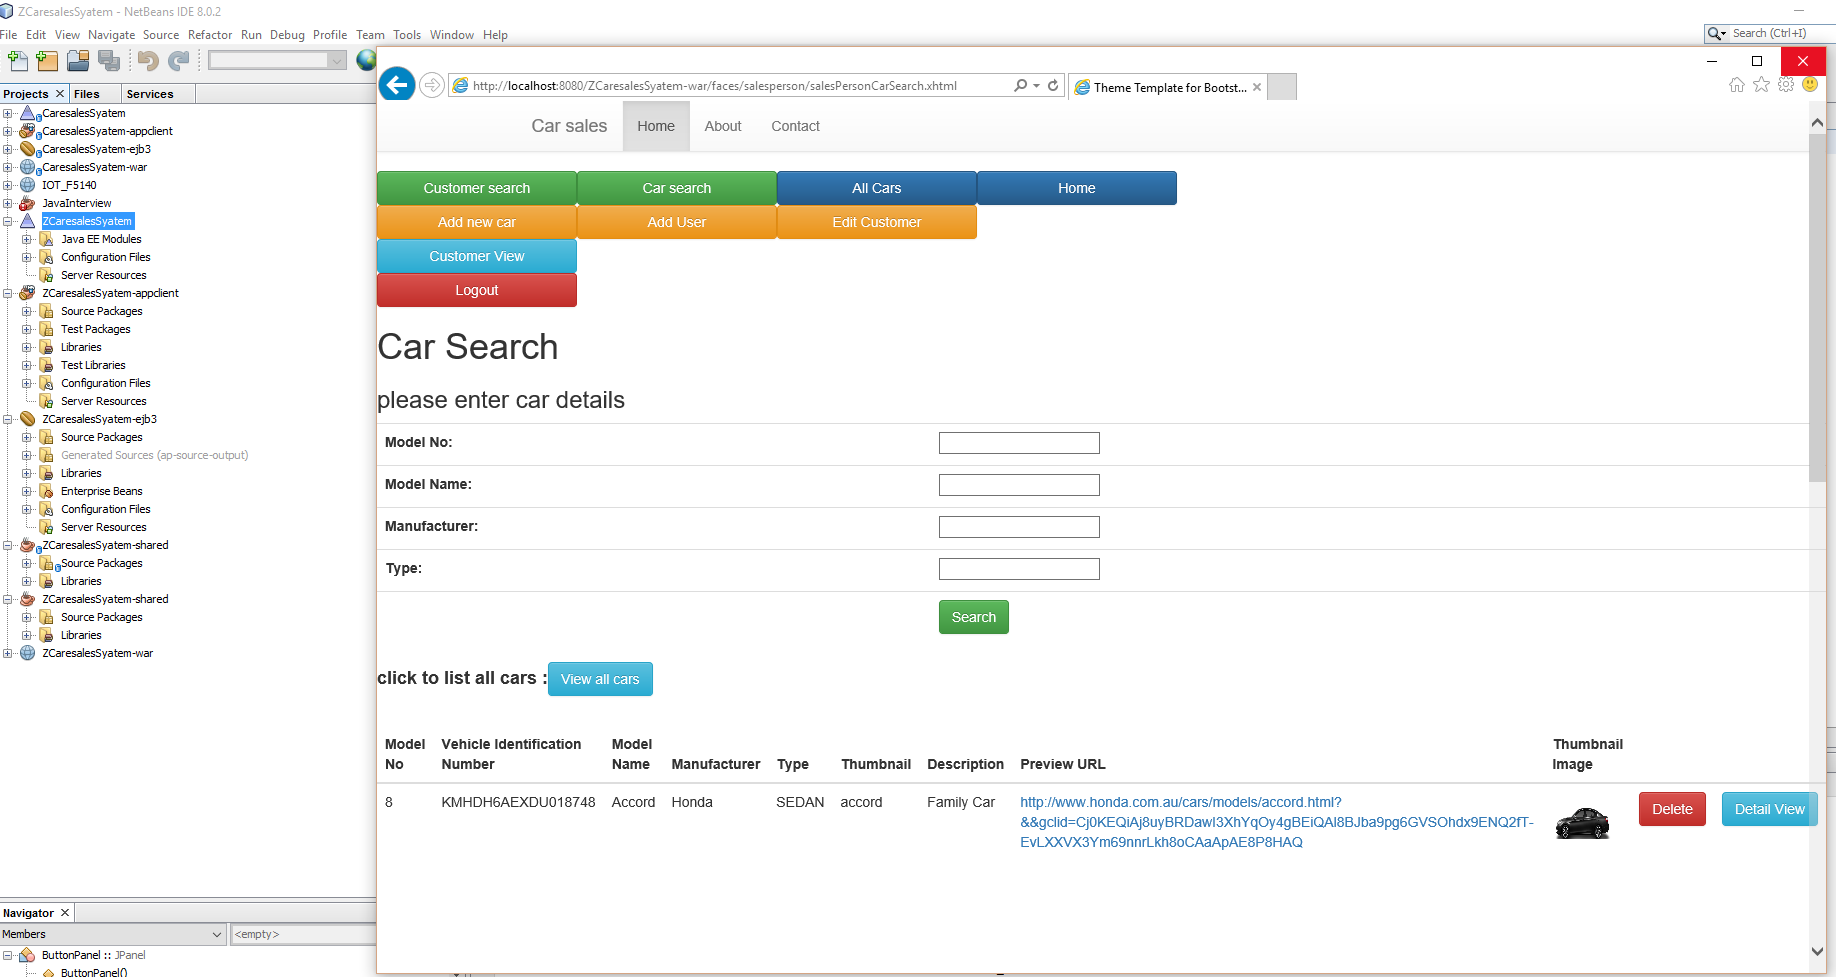 ZCaresalesSyatem - NetBeans IDE 8.0.2
File Edit View Navigate Source Refactor Run Debug Profile Team Tools Window Help
Search (Ctrl+I)
Projects Files Services
CaresalesSyatem
CaresalesSyatem-appclient
CaresalesSyatem-ejb3
CaresalesSyatem-war
IOT_F5140
JavaInterview
ZCaresalesSyatem
Java EE Modules
Configuration Files
Server Resources
ZCaresalesSyatem-appclient
Source Packages
Test Packages
Libraries
Test Libraries
Configuration Files
Server Resources
ZCaresalesSyatem-ejb3
Source Packages
Generated Sources (ap-source-output)
Libraries
Enterprise Beans
Configuration Files
Server Resources
ZCaresalesSyatem-shared
Source Packages
Libraries
ZCaresalesSyatem-shared
Source Packages
Libraries
ZCaresalesSyatem-war
Navigator
Members <empty>
ButtonPanel :: JPanel
ButtonPanel()
http://localhost:8080/ZCaresalesSyatem-war/faces/salesperson/salesPersonCarSearch.xhtml
Theme Template for Bootst...
Car sales Home About Contact
Customer search Car search All Cars Home
Add new car Add User Edit Customer
Customer View
Logout
Car Search
please enter car details
Model No:
Model Name:
Manufacturer:
Type:
Search
click to list all cars : View all cars
Model No Vehicle Identification Number Model Name Manufacturer Type Thumbnail Description Preview URL Thumbnail Image
8 KMHDH6AEXDU018748 Accord Honda SEDAN accord Family Car http://www.honda.com.au/cars/models/accord.html? Delete Detail View
&&gclid=Cj0KEQiAj8uyBRDawI3XhYqOy4gBEiQAl8BJba9pg6GVSOhdx9ENQ2fT-
EvLXXVX3Ym69nnrLkh8oCAaApAE8P8HAQ